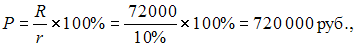 P = R/r × 100% = 72000/10% × 100% = 720 000 руб.,